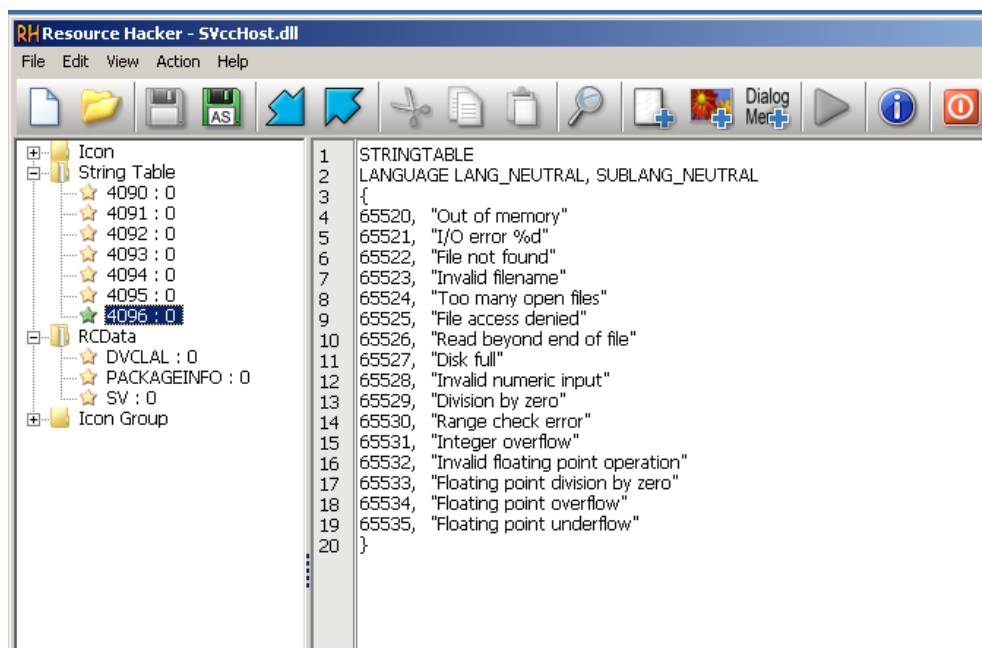 RH Resource Hacker - SVccHost.dll
File Edit View Action Help
AS Dialog Mer
Icon
String Table
4090 : 0
4091 : 0
4092 : 0
4093 : 0
4094 : 0
4095 : 0
4096 : 0
RCData
DVCLAL : 0
PACKAGEINFO : 0
SV : 0
Icon Group
1 STRINGTABLE
2 LANGUAGE LANG_NEUTRAL, SUBLANG_NEUTRAL
3 {
4 65520, "Out of memory"
5 65521, "I/O error %d"
6 65522, "File not found"
7 65523, "Invalid filename"
8 65524, "Too many open files"
9 65525, "File access denied"
10 65526, "Read beyond end of file"
11 65527, "Disk full"
12 65528, "Invalid numeric input"
13 65529, "Division by zero"
14 65530, "Range check error"
15 65531, "Integer overflow"
16 65532, "Invalid floating point operation"
17 65533, "Floating point division by zero"
18 65534, "Floating point overflow"
19 65535, "Floating point underflow"
20 }